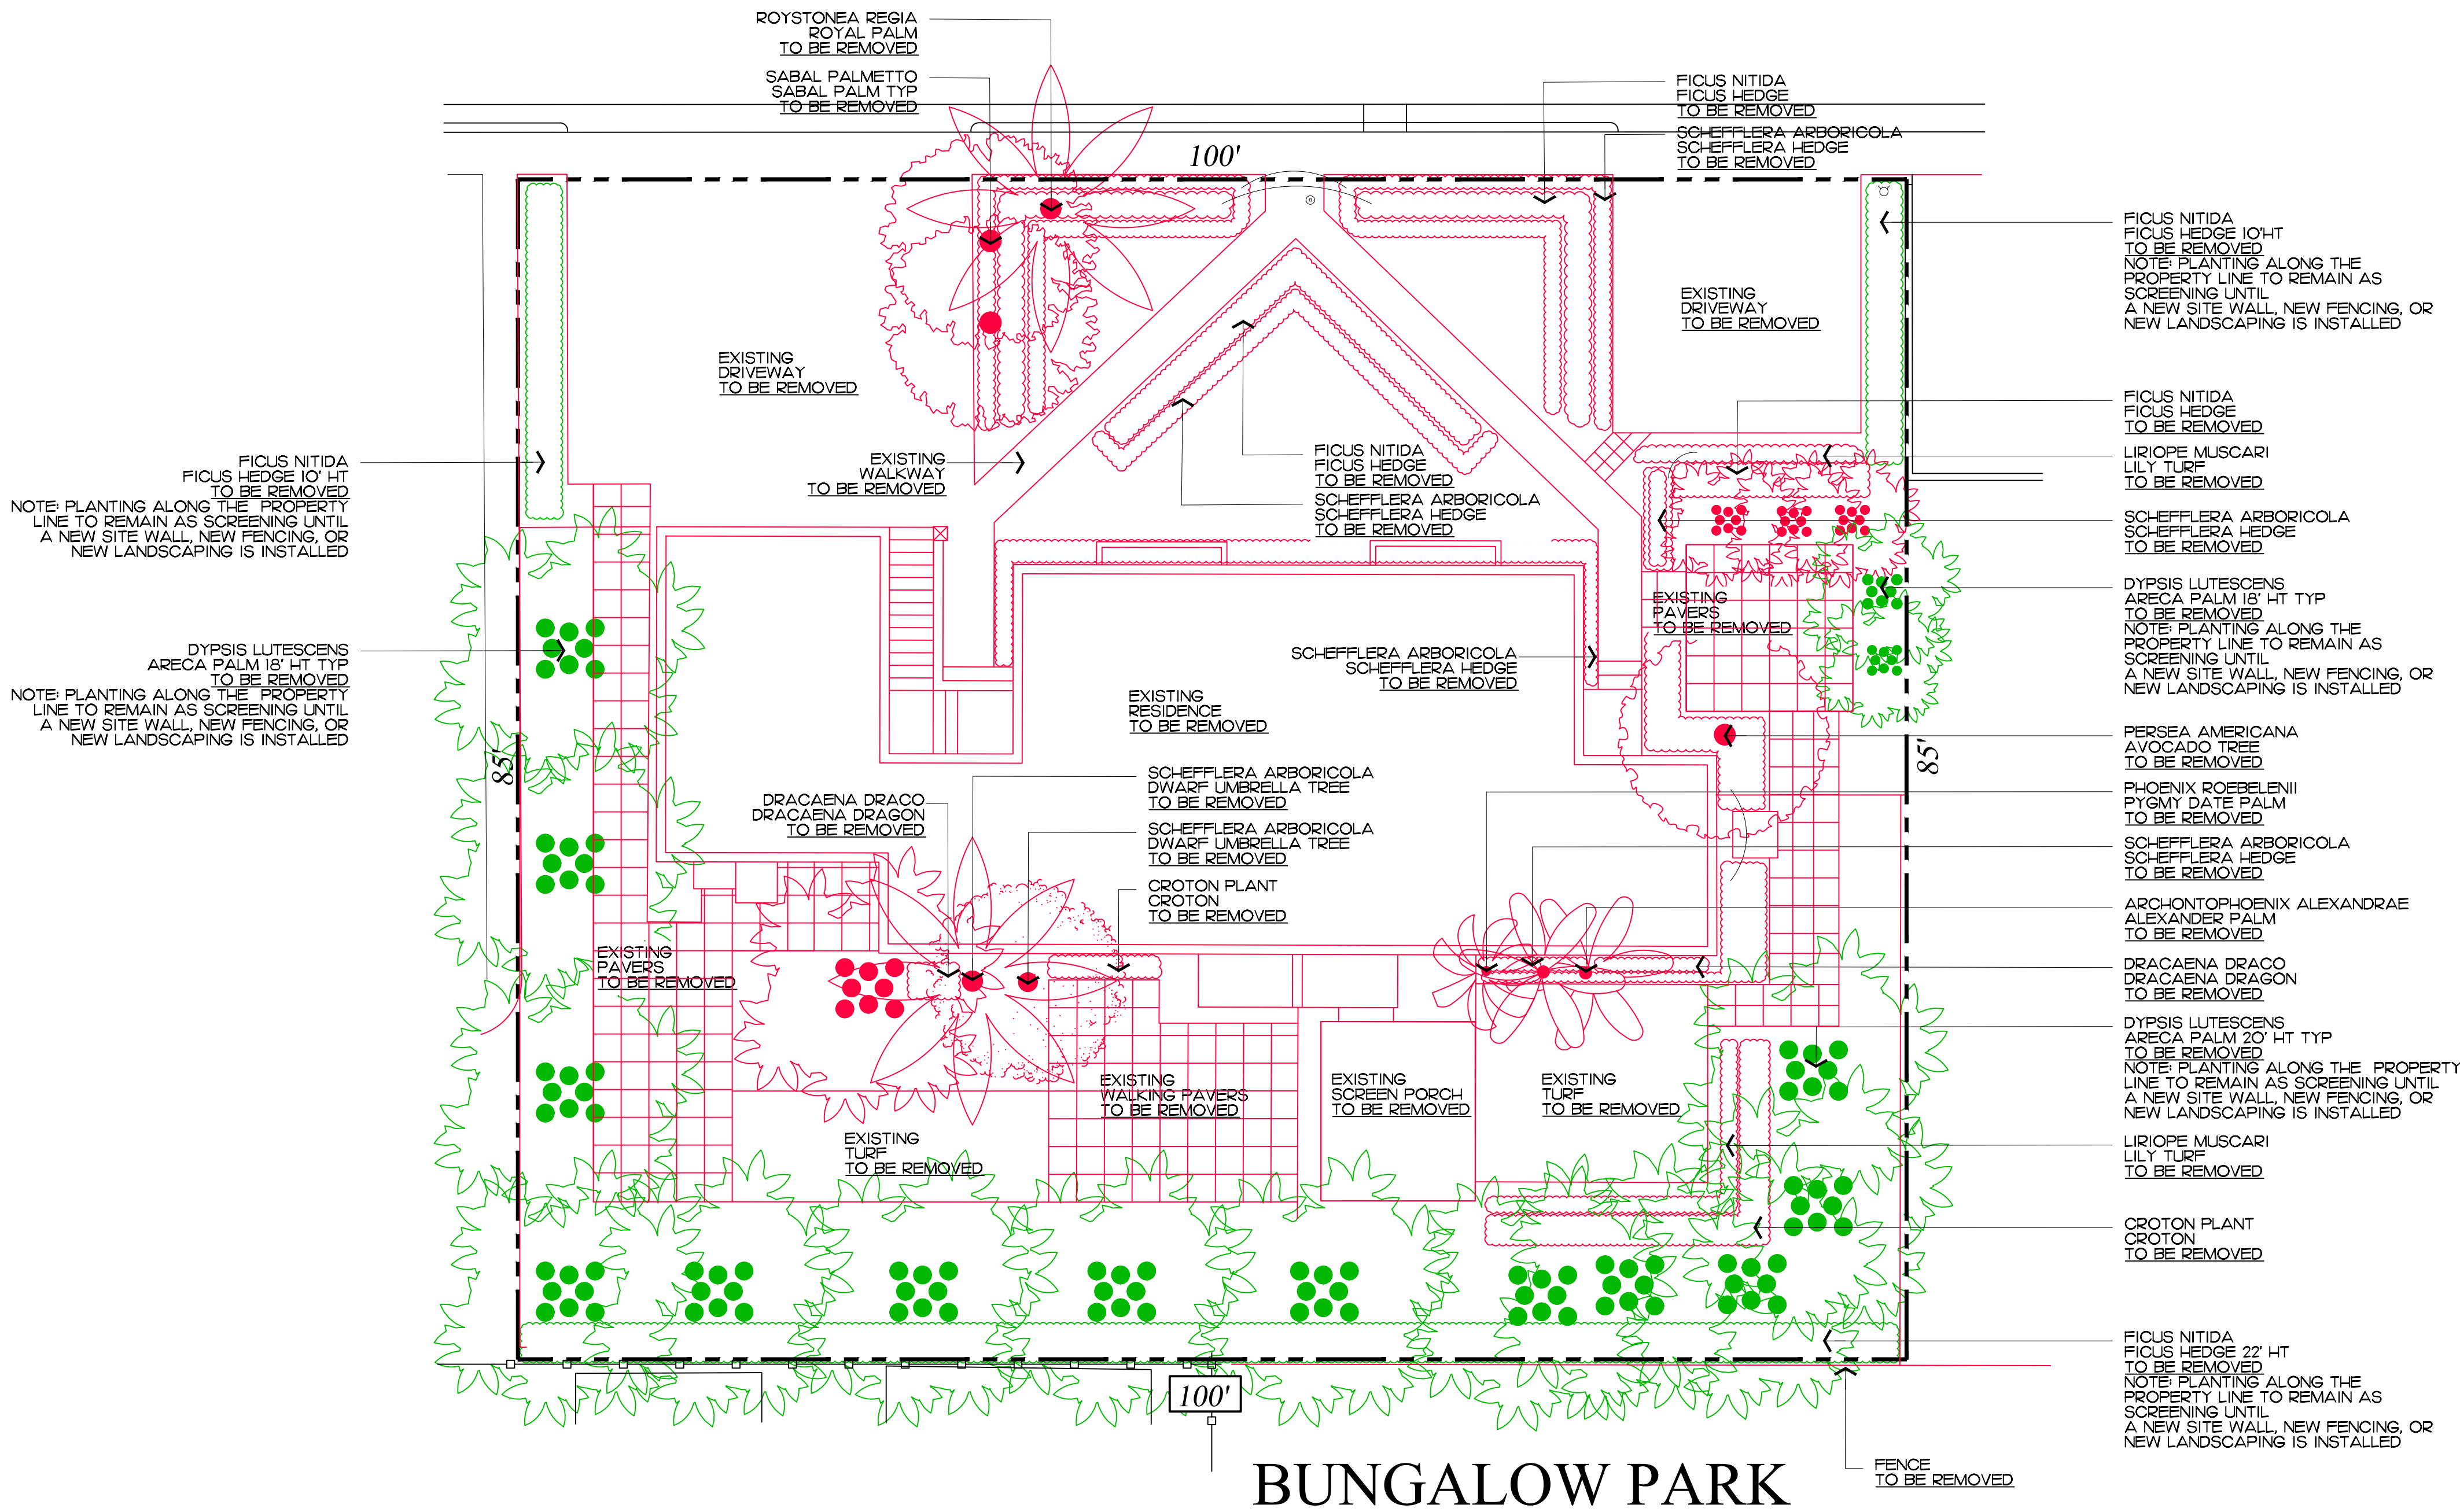 ROYSTONEA REGIA
ROYAL PALM
TO BE REMOVED
SABAL PALMETTO
SABAL PALM TYP
TO BE REMOVED
FICUS NITIDA
FICUS HEDGE
TO BE REMOVED
SCHEFFLERA ARBORICOLA
SCHEFFLERA HEDGE
TO BE REMOVED
100'
FICUS NITIDA
FICUS HEDGE 10'HT
TO BE REMOVED
NOTE: PLANTING ALONG THE
PROPERTY LINE TO REMAIN AS
SCREENING UNTIL
A NEW SITE WALL, NEW FENCING, OR
NEW LANDSCAPING IS INSTALLED
EXISTING
DRIVEWAY
TO BE REMOVED
EXISTING
DRIVEWAY
TO BE REMOVED
FICUS NITIDA
FICUS HEDGE
TO BE REMOVED
LIRIOPE MUSCARI
LILY TURF
TO BE REMOVED
FICUS NITIDA
FICUS HEDGE 10' HT
TO BE REMOVED
NOTE: PLANTING ALONG THE PROPERTY
LINE TO REMAIN AS SCREENING UNTIL
A NEW SITE WALL, NEW FENCING, OR
NEW LANDSCAPING IS INSTALLED
EXISTING
WALKWAY
TO BE REMOVED
FICUS NITIDA
FICUS HEDGE
TO BE REMOVED
SCHEFFLERA ARBORICOLA
SCHEFFLERA HEDGE
TO BE REMOVED
SCHEFFLERA ARBORICOLA
SCHEFFLERA HEDGE
TO BE REMOVED
DYPSIS LUTESCENS
ARECA PALM 18' HT TYP
TO BE REMOVED
NOTE: PLANTING ALONG THE
PROPERTY LINE TO REMAIN AS
SCREENING UNTIL
A NEW SITE WALL, NEW FENCING, OR
NEW LANDSCAPING IS INSTALLED
EXISTING
PAVERS
TO BE REMOVED
DYPSIS LUTESCENS
ARECA PALM 18' HT TYP
TO BE REMOVED
NOTE: PLANTING ALONG THE PROPERTY
LINE TO REMAIN AS SCREENING UNTIL
A NEW SITE WALL, NEW FENCING, OR
NEW LANDSCAPING IS INSTALLED
SCHEFFLERA ARBORICOLA
SCHEFFLERA HEDGE
TO BE REMOVED
EXISTING
RESIDENCE
TO BE REMOVED
85'
85'
PERSEA AMERICANA
AVOCADO TREE
TO BE REMOVED
PHOENIX ROEBELENII
PYGMY DATE PALM
TO BE REMOVED
SCHEFFLERA ARBORICOLA
DWARF UMBRELLA TREE
TO BE REMOVED
DRACAENA DRACO
DRACAENA DRAGON
TO BE REMOVED
SCHEFFLERA ARBORICOLA
DWARF UMBRELLA TREE
TO BE REMOVED
SCHEFFLERA ARBORICOLA
SCHEFFLERA HEDGE
TO BE REMOVED
CROTON PLANT
CROTON
TO BE REMOVED
ARCHONTOPHOENIX ALEXANDRAE
ALEXANDER PALM
TO BE REMOVED
EXISTING
PAVERS
TO BE REMOVED
DRACAENA DRACO
DRACAENA DRAGON
TO BE REMOVED
DYPSIS LUTESCENS
ARECA PALM 20' HT TYP
TO BE REMOVED
NOTE: PLANTING ALONG THE PROPERTY
LINE TO REMAIN AS SCREENING UNTIL
A NEW SITE WALL, NEW FENCING, OR
NEW LANDSCAPING IS INSTALLED
EXISTING
WALKING PAVERS
TO BE REMOVED
EXISTING
SCREEN PORCH
TO BE REMOVED
EXISTING
TURF
TO BE REMOVED
EXISTING
TURF
TO BE REMOVED
LIRIOPE MUSCARI
LILY TURF
TO BE REMOVED
CROTON PLANT
CROTON
TO BE REMOVED
FICUS NITIDA
FICUS HEDGE 22' HT
TO BE REMOVED
NOTE: PLANTING ALONG THE
PROPERTY LINE TO REMAIN AS
SCREENING UNTIL
A NEW SITE WALL, NEW FENCING, OR
NEW LANDSCAPING IS INSTALLED
100'
FENCE
TO BE REMOVED
BUNGALOW PARK